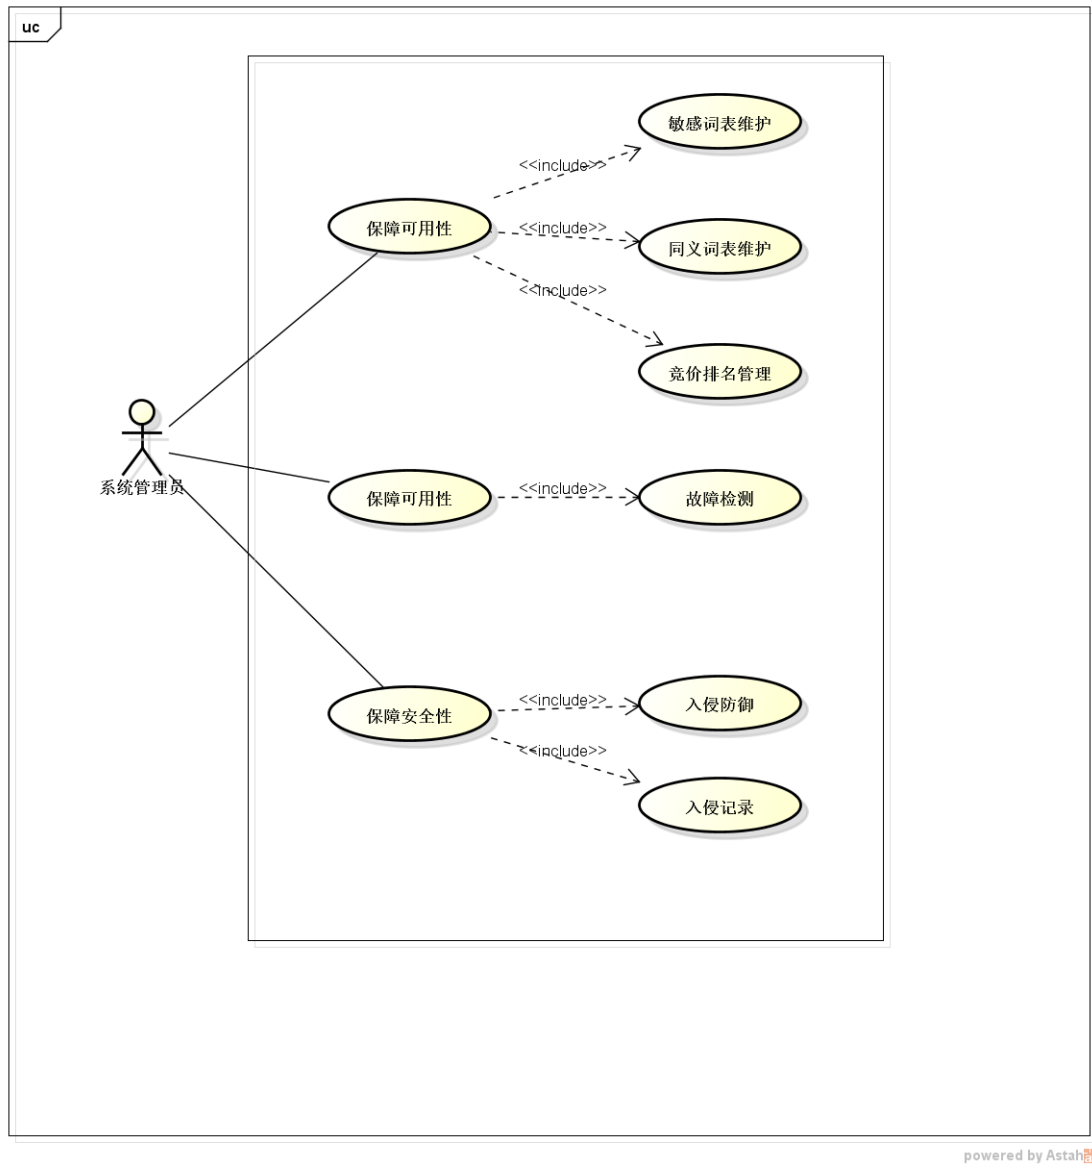 uc
敏感词表维护
<<include>>
保障可用性
<<include>>
同义词表维护
<<include>>
竞价排名管理
系统管理员
保障可用性
<<include>>
故障检测
保障安全性
<<include>>
入侵防御
<<include>>
入侵记录
powered by Astah